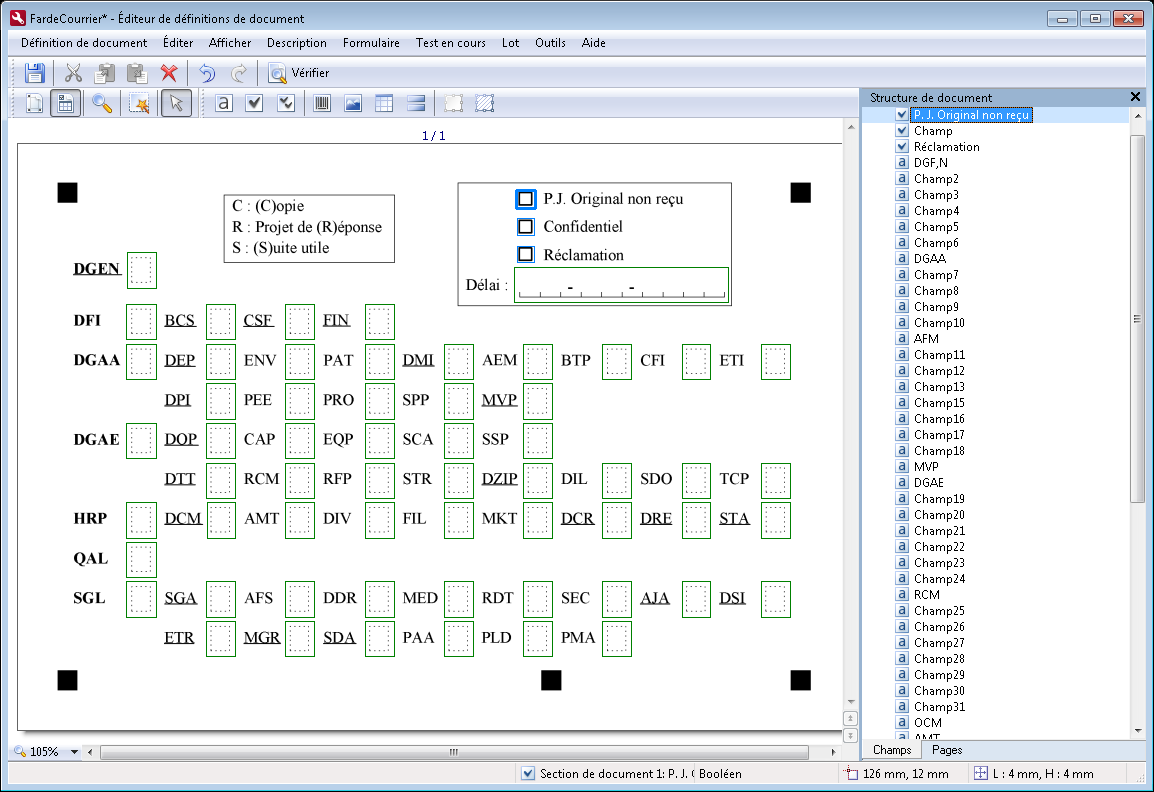 FardeCourrier* - Éditeur de définitions de document
Définition de document Éditer Afficher Description Formulaire Test en cours Lot Outils Aide
Vérifier
1 / 1
C : (C)opie
R : Projet de (R)éponse
S : (S)uite utile
P.J. Original non reçu
Confidentiel
Réclamation
Délai : - -
DGEN
DFI BCS CSF FIN
DGAA DEP ENV PAT DMI AEM BTP CFI ETI
DPI PEE PRO SPP MVP
DGAE DOP CAP EQP SCA SSP
DTT RCM RFP STR DZIP DIL SDO TCP
HRP DCM AMT DIV FIL MKT DCR DRE STA
QAL
SGL SGA AFS DDR MED RDT SEC AJA DSI
ETR MGR SDA PAA PLD PMA
105%
Structure de document
P. J. Original non reçu
Champ
Réclamation
DGF,N
Champ2
Champ3
Champ4
Champ5
Champ6
DGAA
Champ7
Champ8
Champ9
Champ10
AFM
Champ11
Champ12
Champ13
Champ15
Champ16
Champ17
Champ18
MVP
DGAE
Champ19
Champ20
Champ21
Champ22
Champ23
Champ24
RCM
Champ25
Champ26
Champ27
Champ28
Champ29
Champ30
Champ31
OCM
AMT
Champs Pages
Section de document 1: P. J. ( Booléen 126 mm, 12 mm L : 4 mm, H : 4 mm